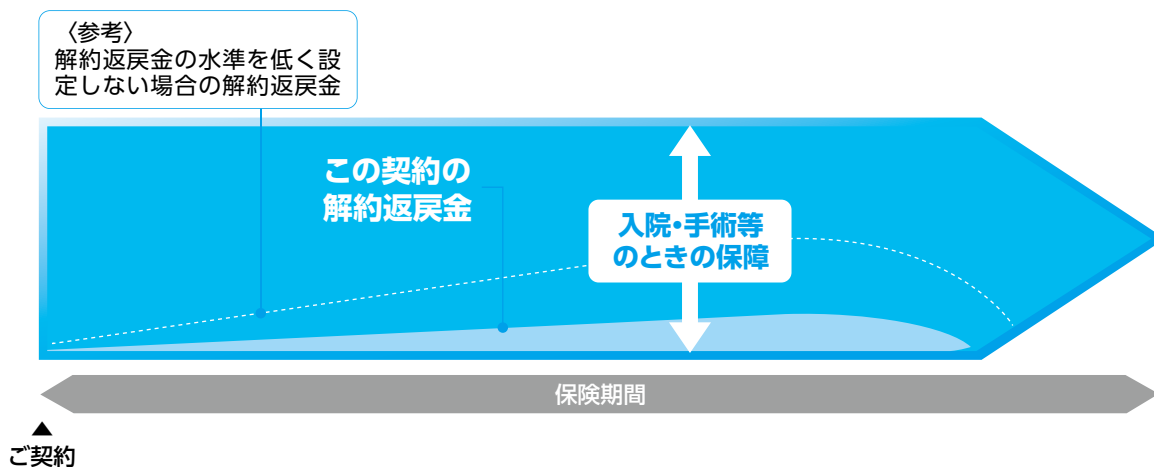 〈参考〉
解約返戻金の水準を低く設
定しない場合の解約返戻金
この契約の
解約返戻金
入院・手術等
のときの保障
保険期間
▲
ご契約